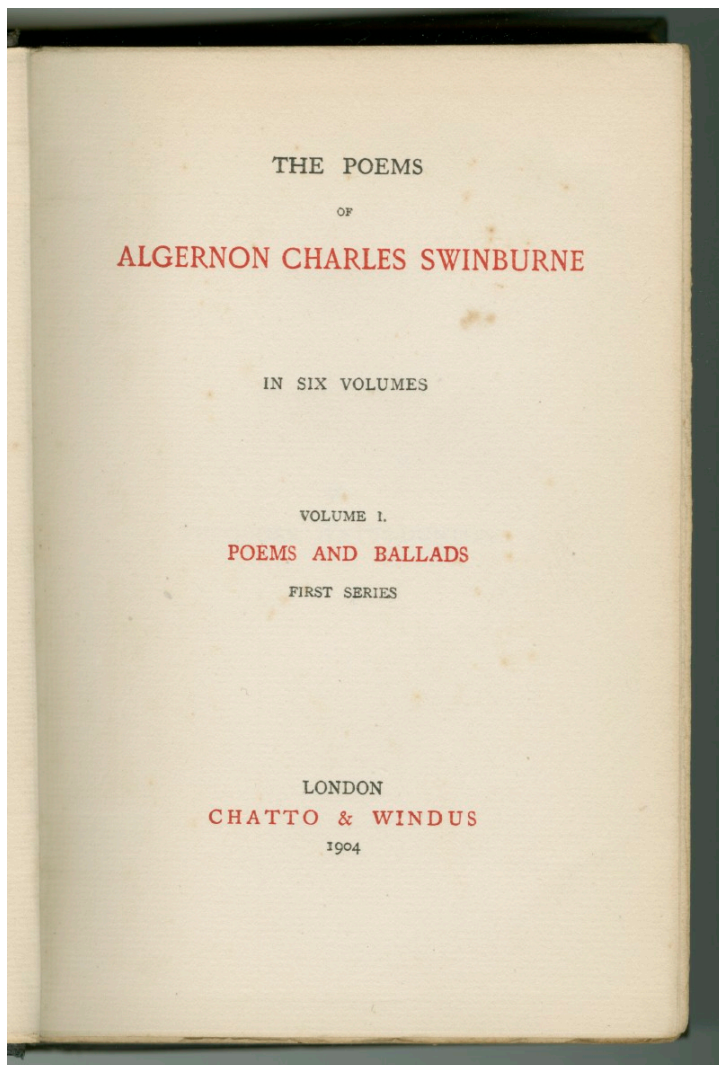 THE POEMS
OF
ALGERNON CHARLES SWINBURNE
IN SIX VOLUMES
VOLUME I.
POEMS AND BALLADS
FIRST SERIES
LONDON
CHATTO & WINDUS
1904